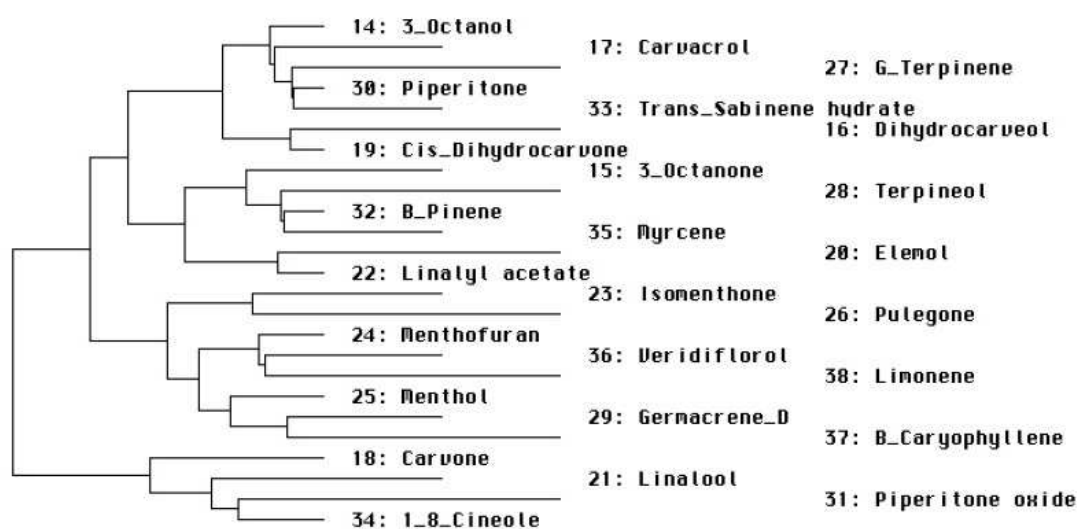 14: 3_Octanol
17: Carvacrol
27: G_Terpinene
30: Piperitone
33: Trans_Sabinene hydrate
16: Dihydrocarveol
19: Cis_Dihydrocarvone
15: 3_Octanone
28: Terpineol
32: B_Pinene
35: Myrcene
20: Elemol
22: Linalyl acetate
23: Isomenthone
26: Pulegone
24: Menthofuran
36: Veridiflorol
38: Limonene
25: Menthol
29: Germacrene_D
37: B_Caryophyllene
18: Carvone
21: Linalool
31: Piperitone oxide
34: 1_8_Cineole